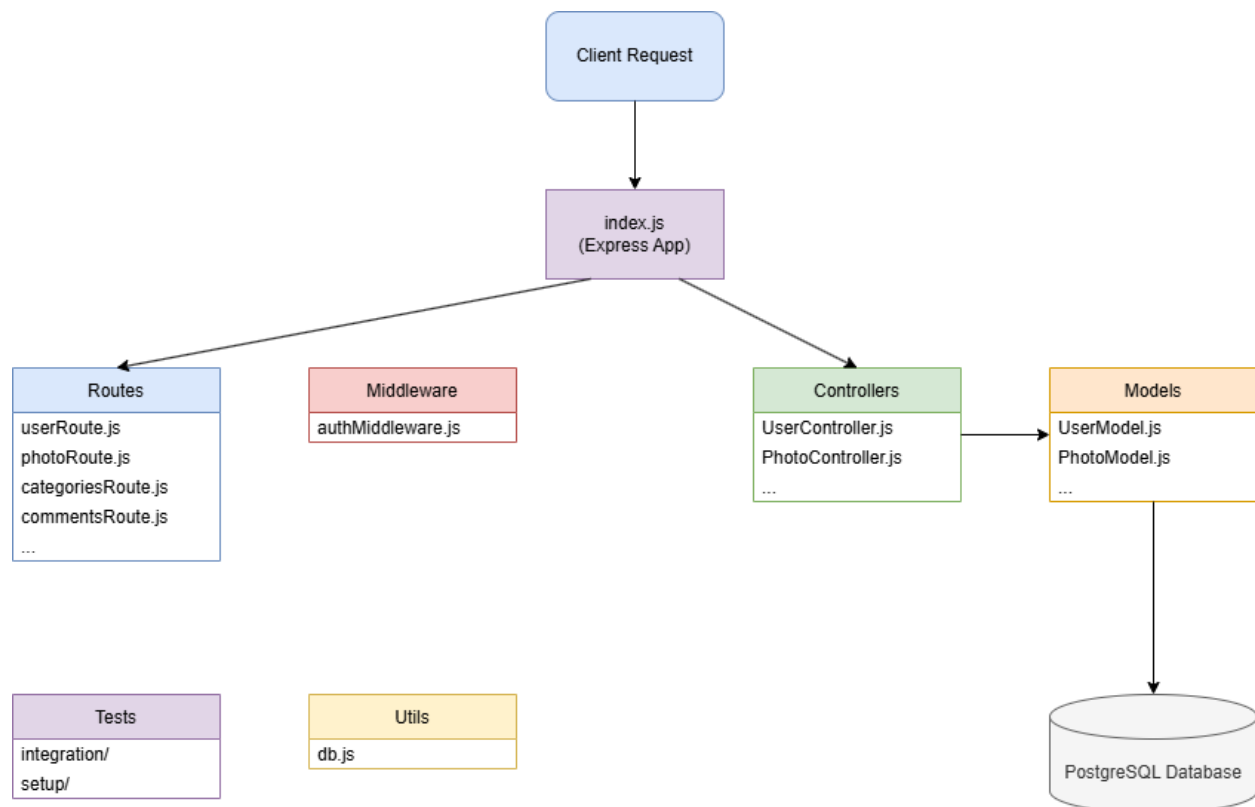 Client Request
index.js
(Express App)
Routes
userRoute.js
photoRoute.js
categoriesRoute.js
commentsRoute.js
...
Middleware
authMiddleware.js
Controllers
UserController.js
PhotoController.js
...
Models
UserModel.js
PhotoModel.js
...
Tests
integration/
setup/
Utils
db.js
PostgreSQL Database